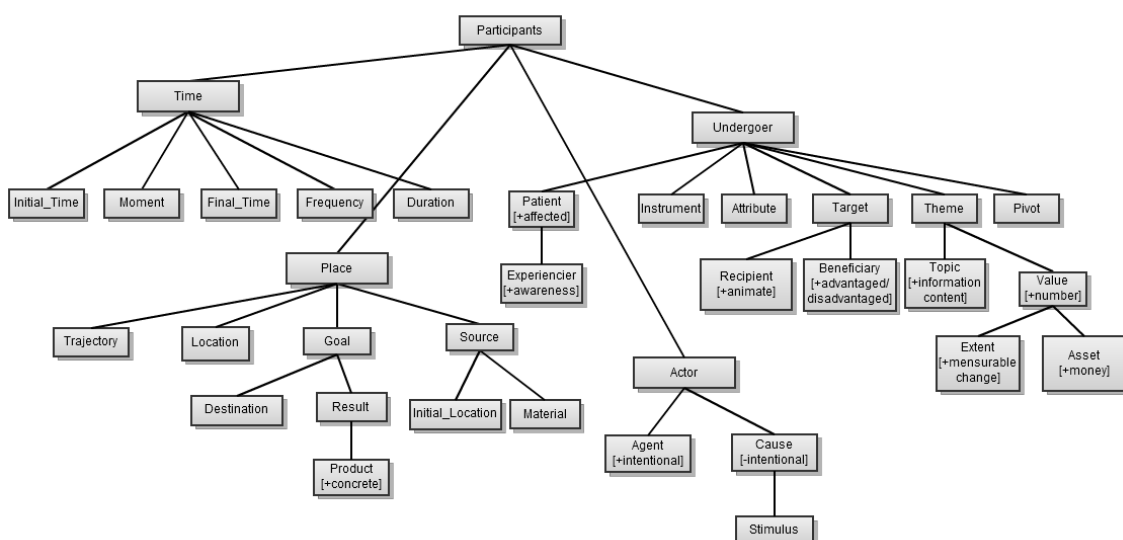 Participants
Time
Undergoer
Initial_Time
Moment
Final_Time
Frequency
Duration
Patient
[+affected]
Instrument
Attribute
Target
Theme
Pivot
Place
Experiencier
[+awareness]
Recipient
[+animate]
Beneficiary
[+advantaged/
disadvantaged]
Topic
[+information
content]
Value
[+number]
Trajectory
Location
Goal
Source
Extent
[+mensurable
change]
Asset
[+money]
Actor
Destination
Result
Initial_Location
Material
Agent
[+intentional]
Cause
[-intentional]
Product
[+concrete]
Stimulus